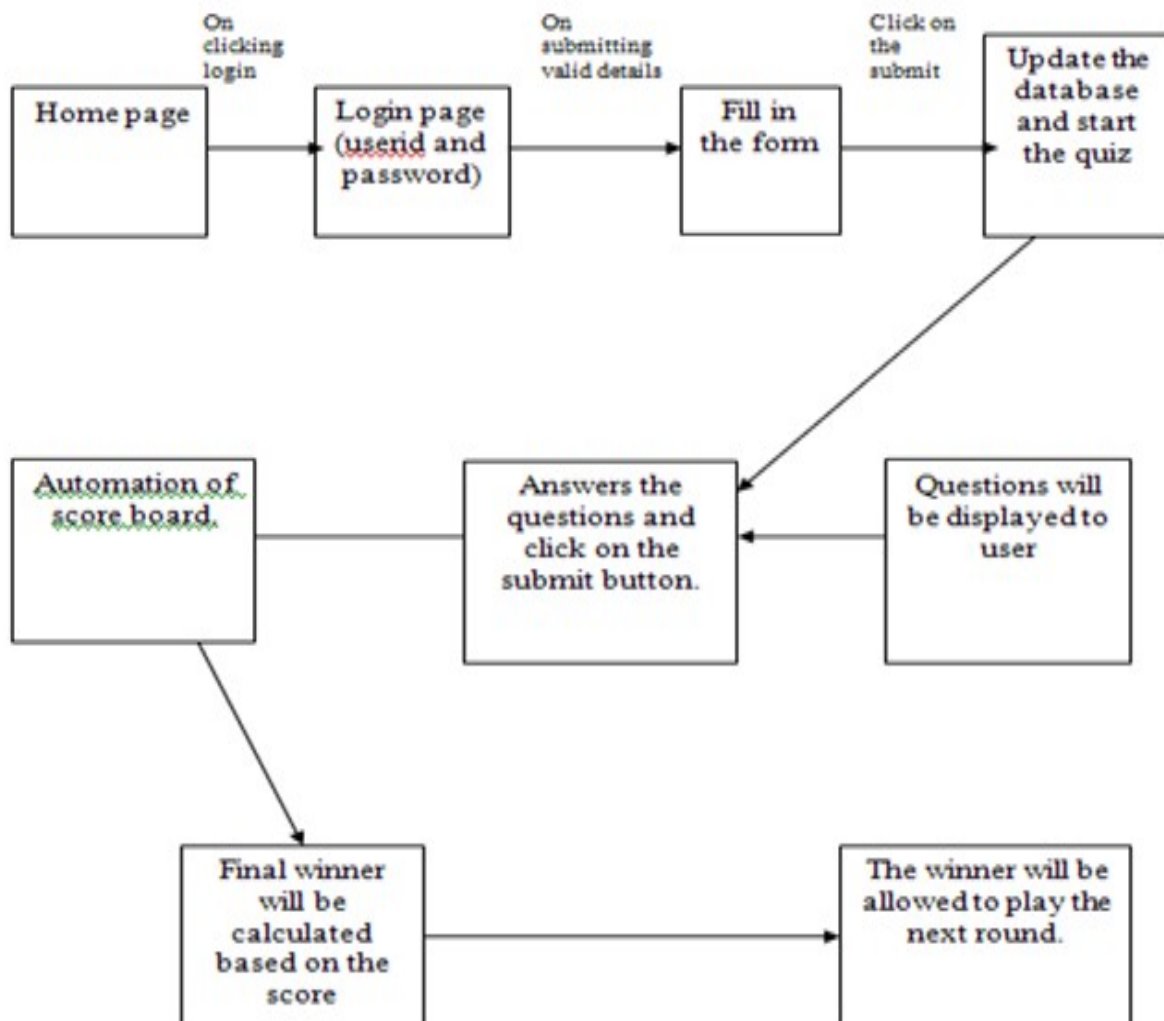 On
clicking
login
On
submitting
valid details
Click on
the
submit
Home page
Login page
(userid and
password)
Fill in
the form
Update the
database
and start
the quiz
Automation of
score board.
Answers the
questions and
click on the
submit button.
Questions will
be displayed to
user
Final winner
will be
calculated
based on the
score
The winner will be
allowed to play the
next round.